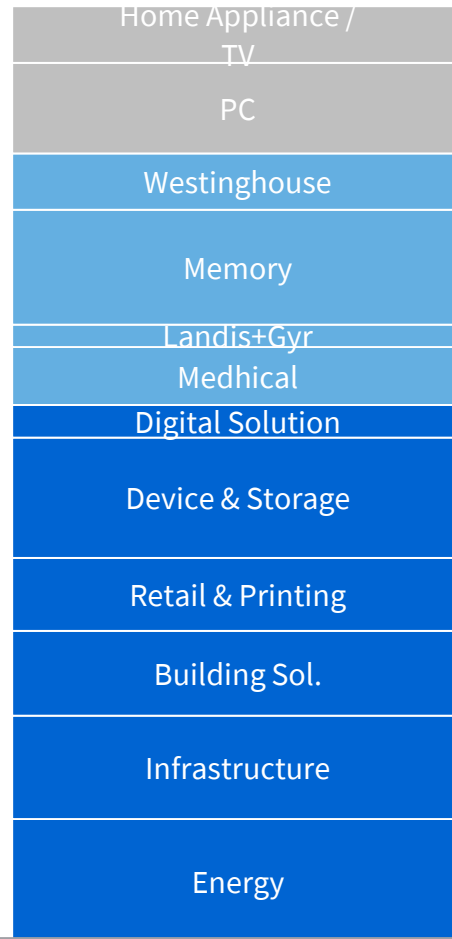 Home Appliance /
TV
PC
Westinghouse
Memory
Landis+Gyr
Medhical
Digital Solution
Device & Storage
Retail & Printing
Building Sol.
Infrastructure
Energy